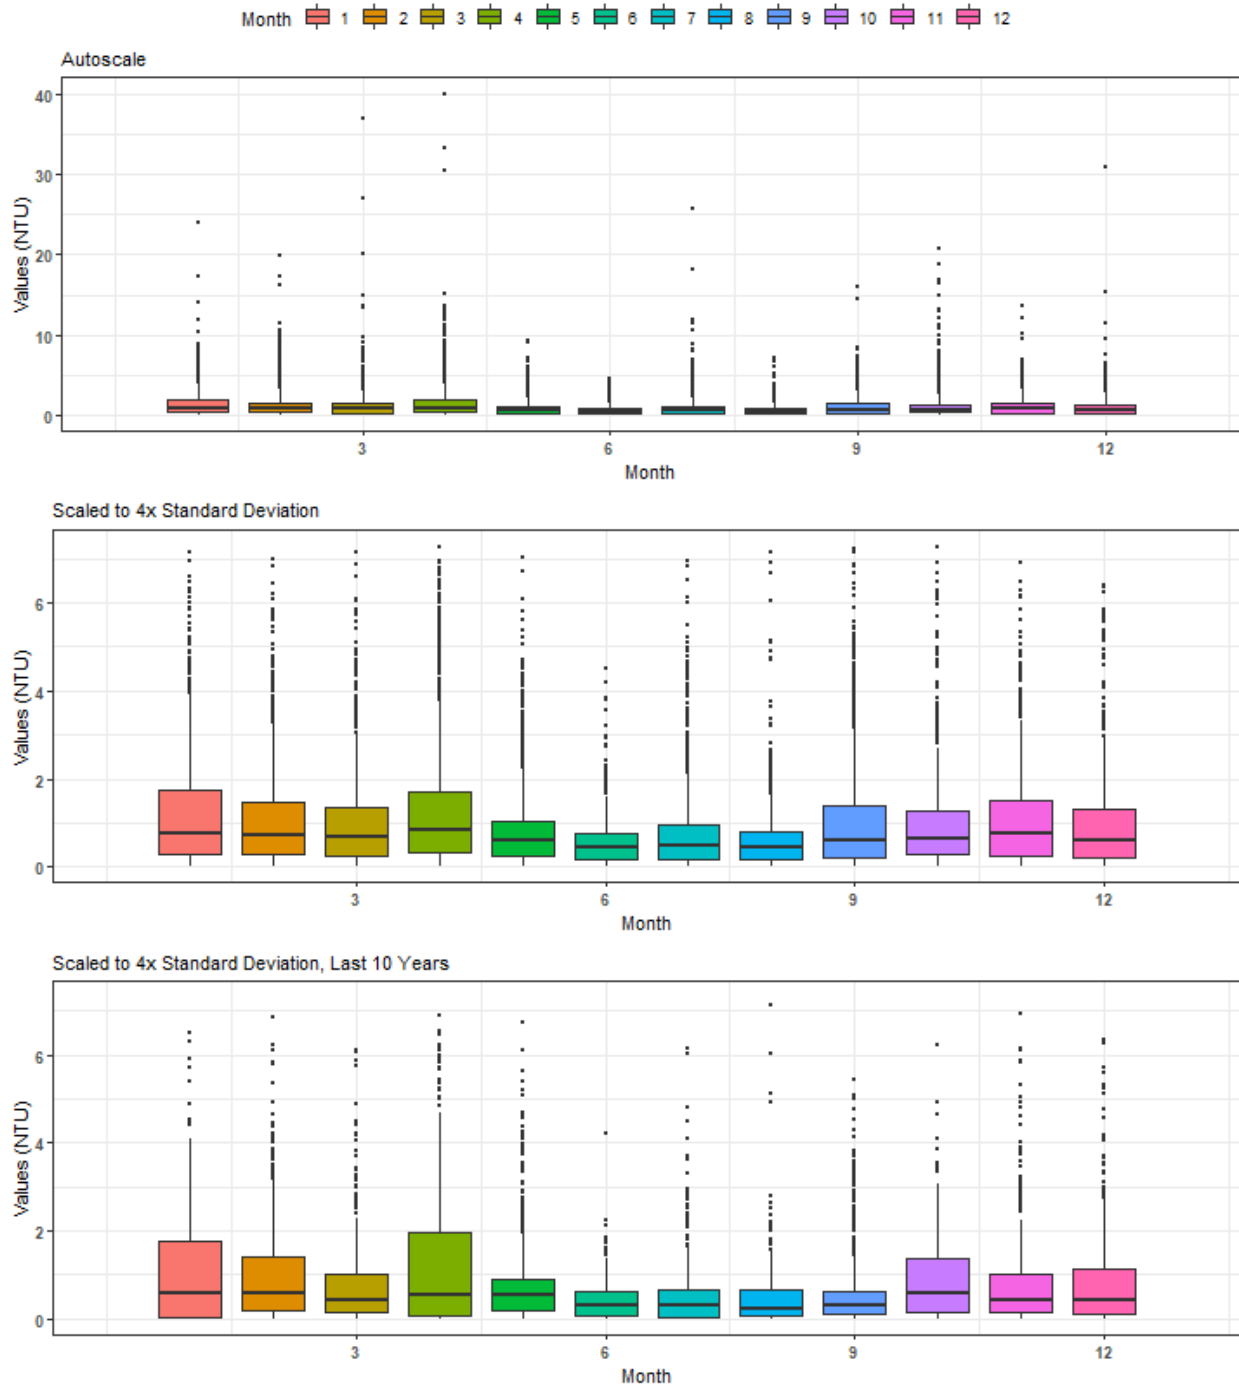 Month 1 2 3 4 5 6 7 8 9 10 11 12
Autoscale
Values (NTU)
40
30
20
10
0
3 6 9 12
Month
Scaled to 4x Standard Deviation
Values (NTU)
6
4
2
0
3 6 9 12
Month
Scaled to 4x Standard Deviation, Last 10 Years
Values (NTU)
6
4
2
0
3 6 9 12
Month